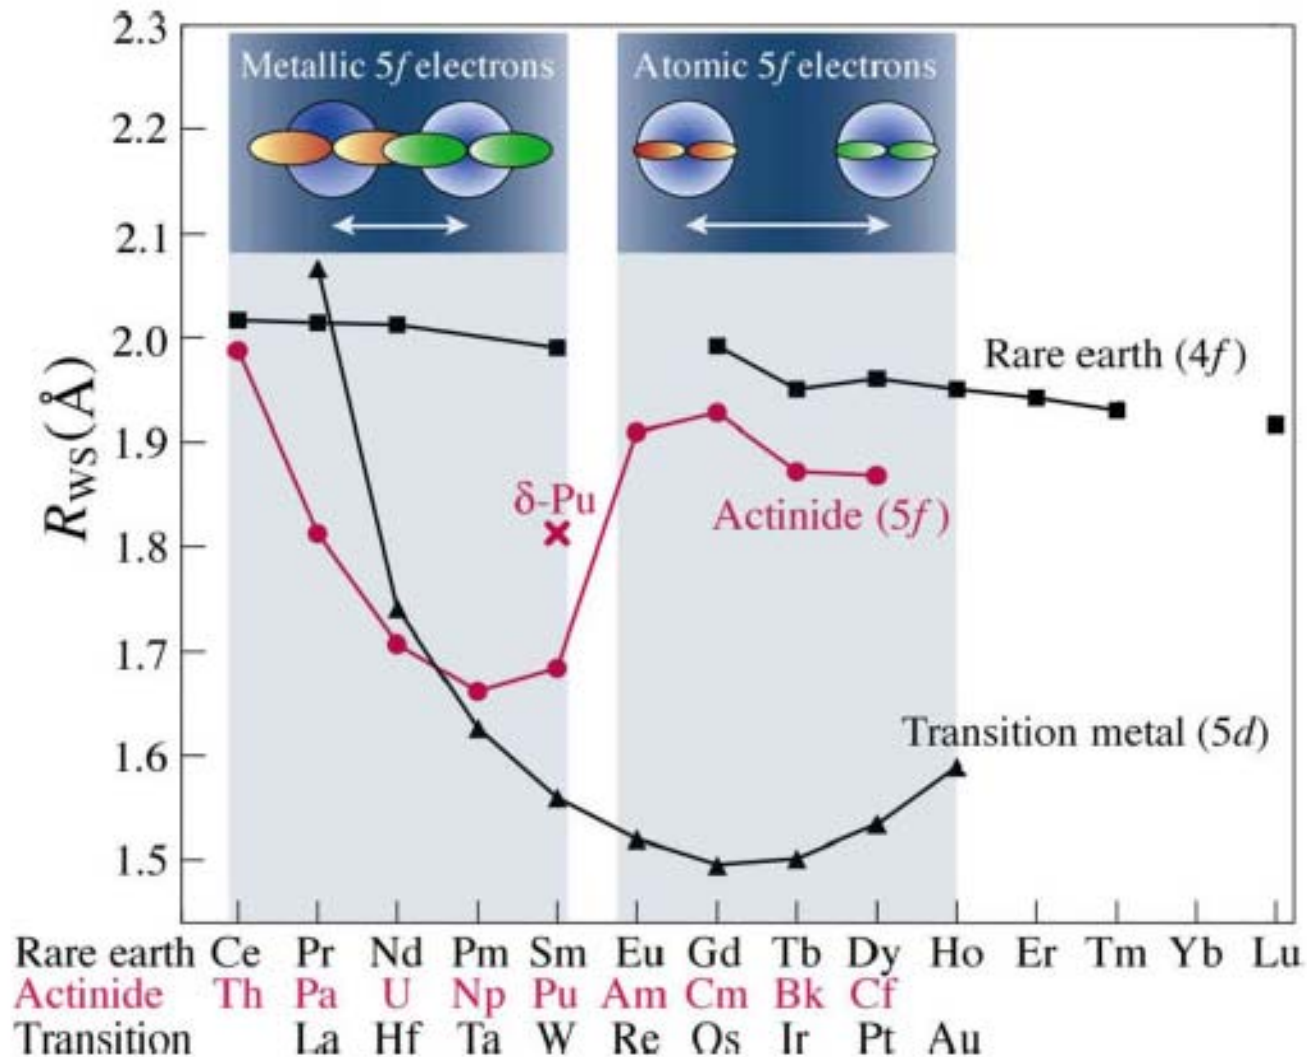 2.3
Metallic 5f electrons
Atomic 5f electrons
2.2
2.1
2.0
Rare earth (4f)
1.9
δ-Pu
Actinide (5f)
1.8
1.7
Transition metal (5d)
1.6
1.5
RWS(Å)
Rare earth Ce Pr Nd Pm Sm Eu Gd Tb Dy Ho Er Tm Yb Lu
Actinide Th Pa U Np Pu Am Cm Bk Cf
Transition La Hf Ta W Re Os Ir Pt Au